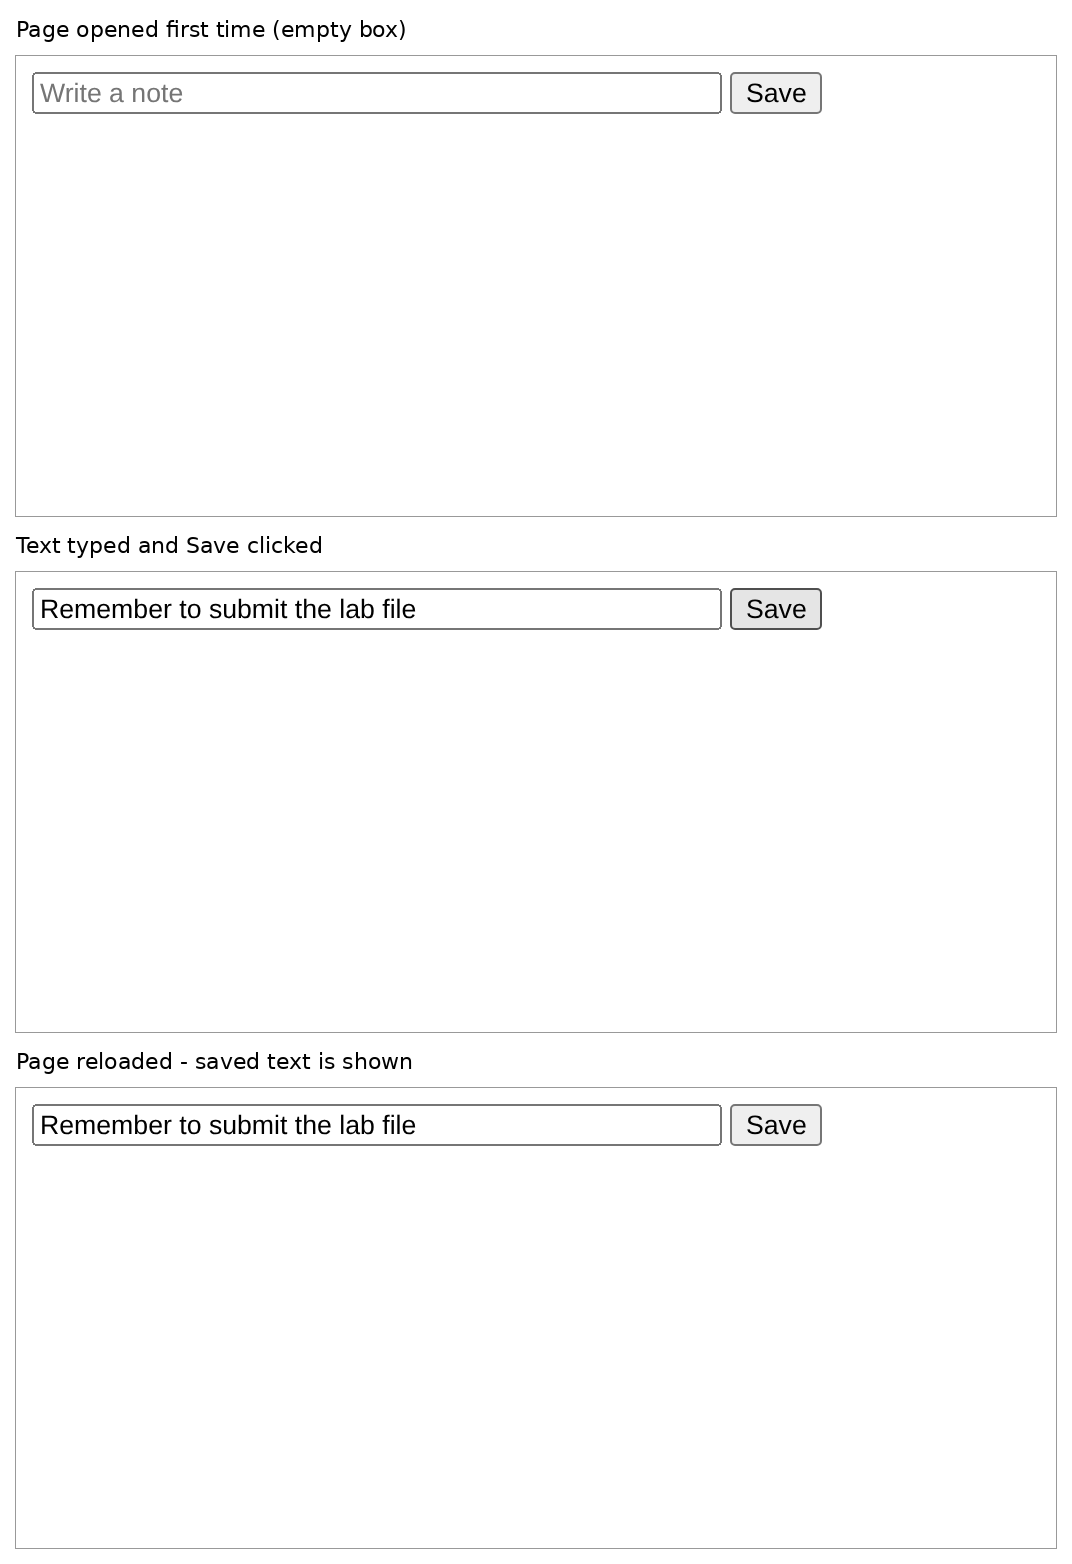 Page opened first time (empty box)
Write a note Save
Text typed and Save clicked
Remember to submit the lab file Save
Page reloaded - saved text is shown
Remember to submit the lab file Save